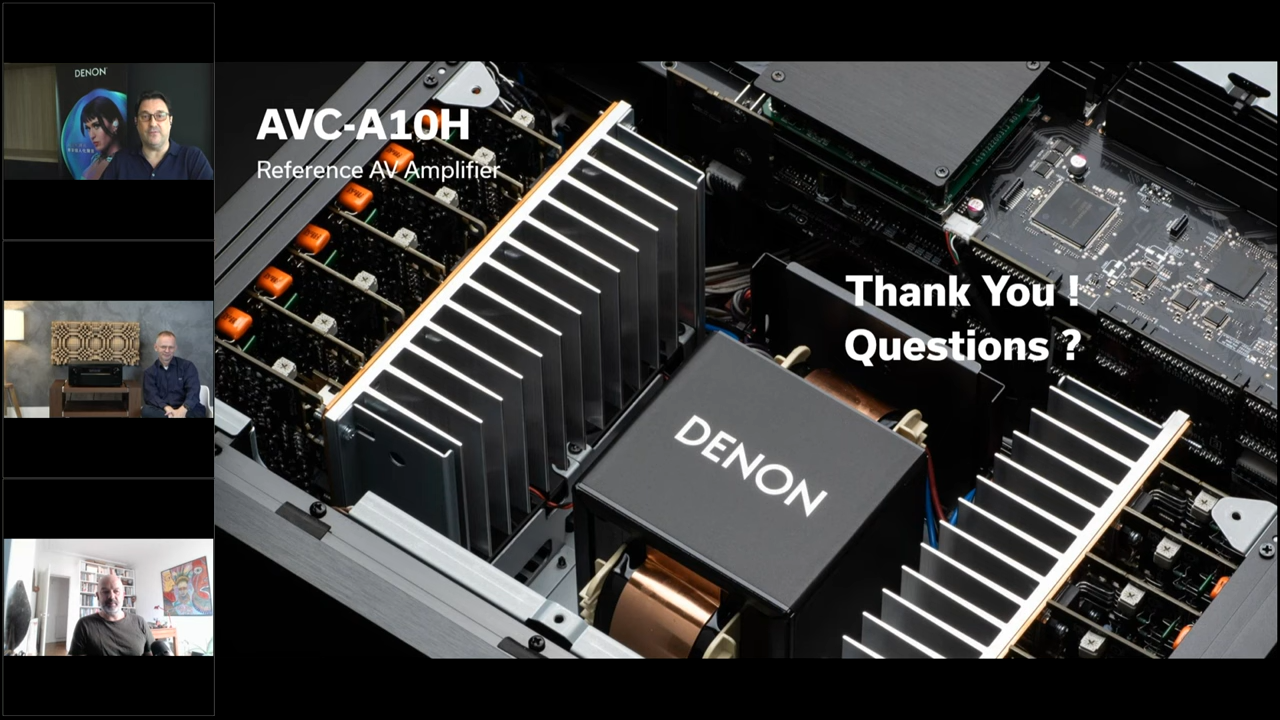 DENON
AVC-A10H
Reference AV Amplifier
Thank You !
Questions ?
DENON